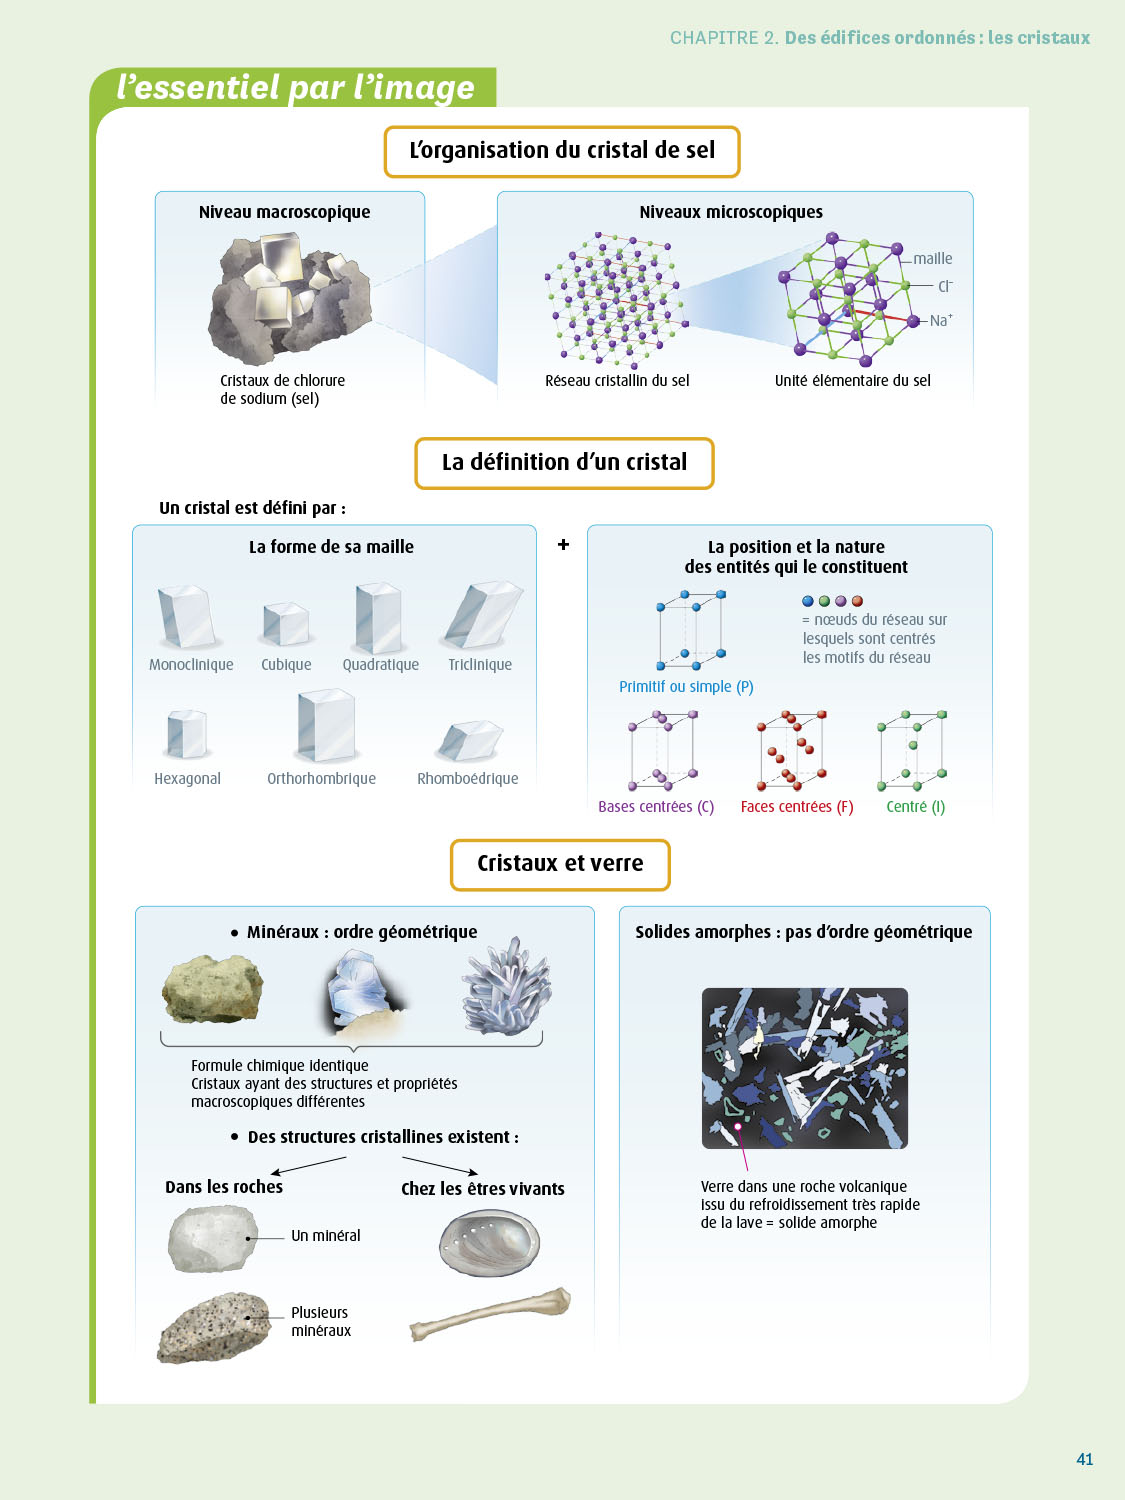 CHAPITRE 2. Des édifices ordonnés : les cristaux
l’essentiel par l’image
L’organisation du cristal de sel
Niveau macroscopique
Cristaux de chlorure
de sodium (sel)
Niveaux microscopiques
maille
Cl⁻
Na⁺
Réseau cristallin du sel
Unité élémentaire du sel
La définition d’un cristal
Un cristal est défini par :
La forme de sa maille
Monoclinique
Cubique
Quadratique
Triclinique
Hexagonal
Orthorhombrique
Rhomboédrique
+
La position et la nature
des entités qui le constituent
= nœuds du réseau sur
lesquels sont centrés
les motifs du réseau
Primitif ou simple (P)
Bases centrées (C)
Faces centrées (F)
Centré (I)
Cristaux et verre
• Minéraux : ordre géométrique
Formule chimique identique
Cristaux ayant des structures et propriétés
macroscopiques différentes
• Des structures cristallines existent :
Dans les roches
Un minéral
Plusieurs
minéraux
Chez les êtres vivants
Solides amorphes : pas d’ordre géométrique
Verre dans une roche volcanique
issu du refroidissement très rapide
de la lave = solide amorphe
41